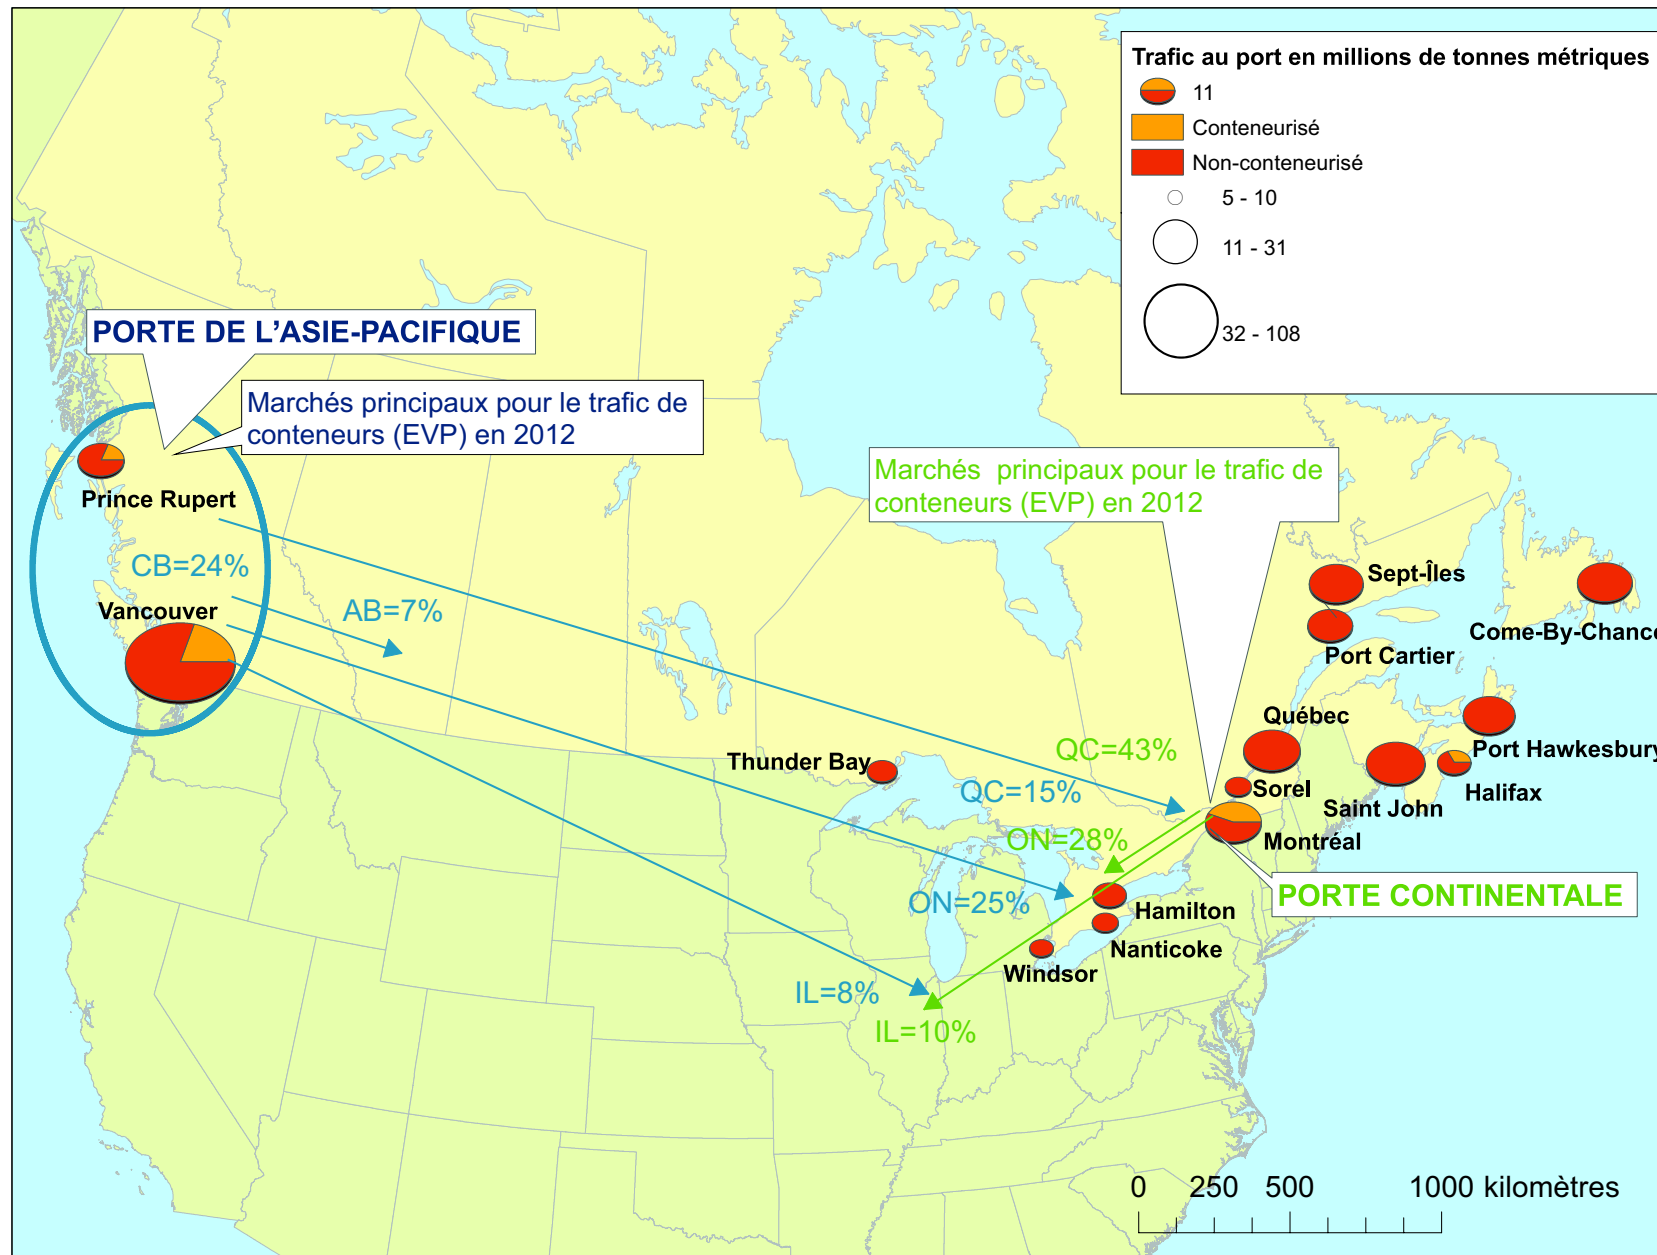 Trafic au port en millions de tonnes métriques
11
Conteneurisé
Non-conteneurisé
5 - 10
11 - 31
32 - 108
PORTE DE L'ASIE-PACIFIQUE
Marchés principaux pour le trafic de
conteneurs (EVP) en 2012
Prince Rupert
CB=24%
Vancouver
AB=7%
Marchés principaux pour le trafic de
conteneurs (EVP) en 2012
Sept-Îles
Come-By-Chance
Port Cartier
Québec
QC=43%
Port Hawkesbury
Thunder Bay
QC=15%
Sorel
Halifax
Saint John
ON=28%
Montréal
PORTE CONTINENTALE
ON=25%
Hamilton
Nanticoke
Windsor
IL=8%
IL=10%
0 250 500 1000 kilomètres